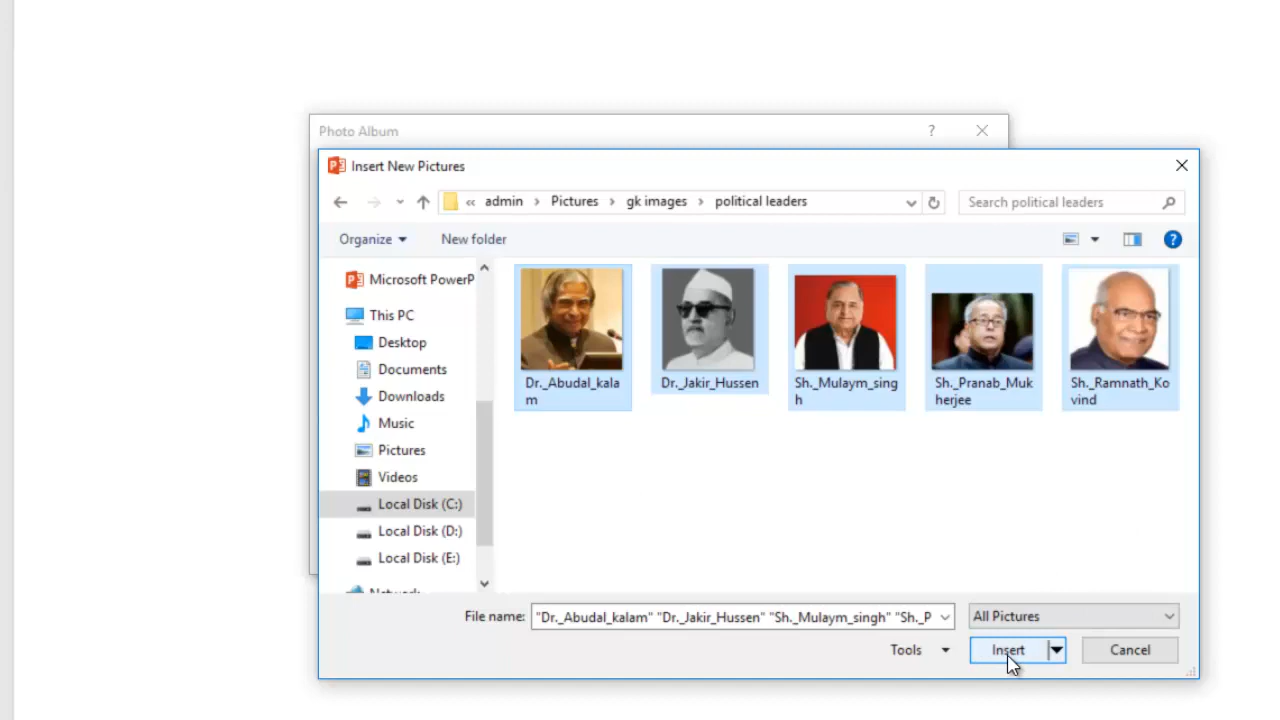 Photo Album
?
Insert New Pictures
« admin > Pictures > gk images > political leaders
Search political leaders
Organize
New folder
?
Microsoft PowerP
This PC
Desktop
Documents
Downloads
Music
Pictures
Videos
Local Disk (C:)
Local Disk (D:)
Local Disk (E:)
Network
Dr._Abudal_kala
m
Dr._Jakir_Hussen
Sh._Mulaym_sing
h
Sh._Pranab_Muk
herjee
Sh._Ramnath_Ko
vind
File name: "Dr._Abudal_kalam" "Dr._Jakir_Hussen" "Sh._Mulaym_singh" "Sh._P
All Pictures
Tools
Insert
Cancel